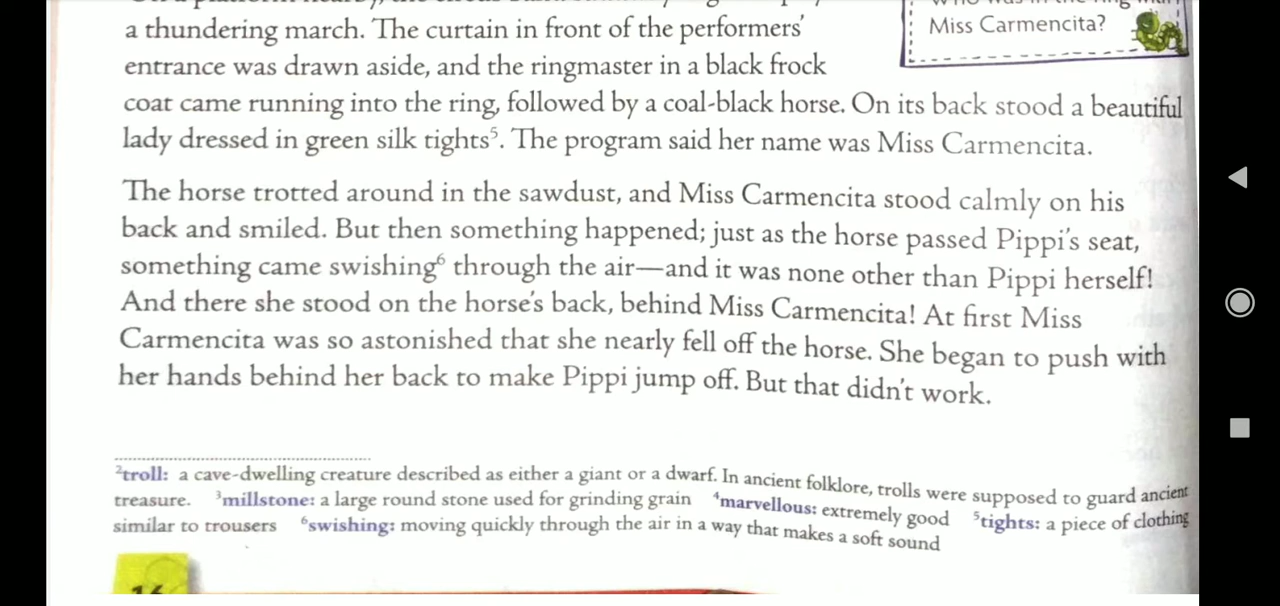 a thundering march. The curtain in front of the performers'
entrance was drawn aside, and the ringmaster in a black frock
coat came running into the ring, followed by a coal-black horse. On its back stood a beautiful
lady dressed in green silk tights⁵. The program said her name was Miss Carmencita.
Miss Carmencita?
The horse trotted around in the sawdust, and Miss Carmencita stood calmly on his
back and smiled. But then something happened; just as the horse passed Pippi's seat,
something came swishing⁶ through the air—and it was none other than Pippi herself!
And there she stood on the horse's back, behind Miss Carmencita! At first Miss
Carmencita was so astonished that she nearly fell off the horse. She began to push with
her hands behind her back to make Pippi jump off. But that didn't work.
²troll: a cave-dwelling creature described as either a giant or a dwarf. In ancient folklore, trolls were supposed to guard ancient
treasure. ³millstone: a large round stone used for grinding grain ⁴marvellous: extremely good ⁵tights: a piece of clothing
similar to trousers ⁶swishing: moving quickly through the air in a way that makes a soft sound